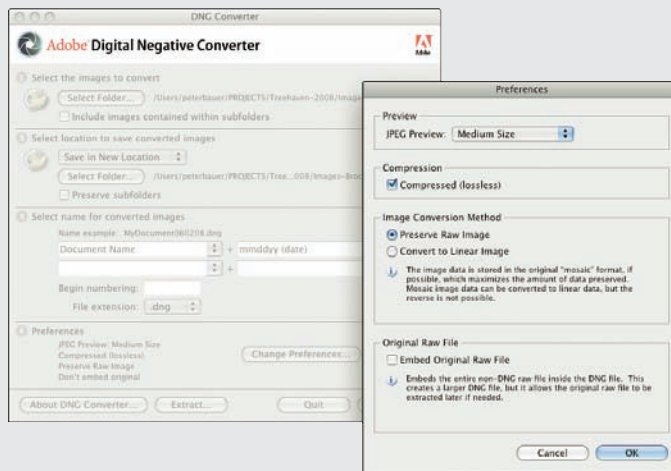 DNG Converter
Adobe Digital Negative Converter
Adobe
1 Select the images to convert
Select Folder... /Users/peterbauer/PROJECTS/Treehaven-2008/Image
Include images contained within subfolders
2 Select location to save converted images
Save in New Location
Select Folder... /Users/peterbauer/PROJECTS/Tree...008/Images-Broc
Preserve subfolders
3 Select name for converted images
Name example: MyDocument060208.dng
Document Name + mmddyy (date)
+
Begin numbering:
File extension: .dng
4 Preferences
JPEG Preview: Medium Size
Compressed (lossless)
Preserve Raw Image
Don't embed original
Change Preferences...
About DNG Converter... Extract... Quit
Preferences
Preview
JPEG Preview: Medium Size
Compression
Compressed (lossless)
Image Conversion Method
Preserve Raw Image
Convert to Linear Image
The image data is stored in the original "mosaic" format, if
possible, which maximizes the amount of data preserved.
Mosaic image data can be converted to linear data, but the
reverse is not possible.
Original Raw File
Embed Original Raw File
Embeds the entire non-DNG raw file inside the DNG file. This
creates a larger DNG file, but it allows the original raw file to be
extracted later if needed.
Cancel OK